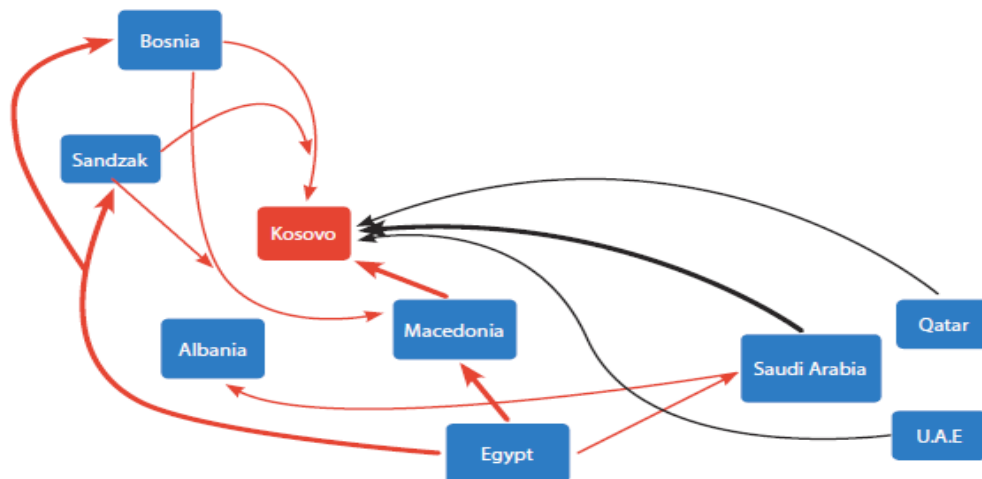 Bosnia
Sandzak
Kosovo
Albania
Macedonia
Qatar
Saudi Arabia
U.A.E
Egypt